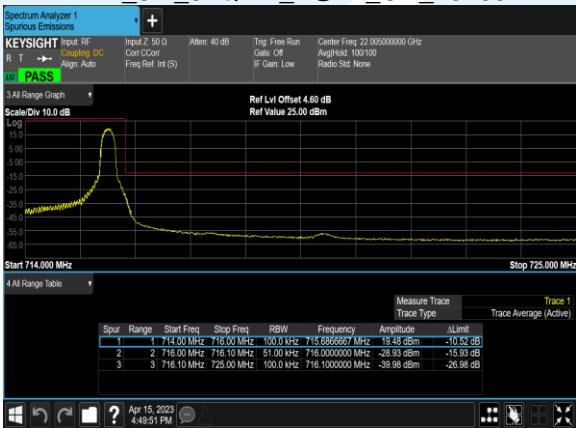 Spectrum Analyzer 1
Spurious Emissions
+
KEYSIGHT Input: RF Input Z: 50 Ω Atten: 40 dB Trig: Free Run Center Freq: 22.005000000 GHz
R T Coupling: DC Corr CCorr Gate: Off Avg|Hold: 100/100
Align: Auto Freq Ref: Int (S) IF Gain: Low Radio Std: None
PASS
3 All Range Graph
Ref Lvl Offset 4.60 dB
Scale/Div 10.0 dB Ref Value 25.00 dBm
Log
15.0
5.00
-5.00
-15.0
-25.0
-35.0
-45.0
-55.0
-65.0
Start 714.000 MHz Stop 725.000 MHz
4 All Range Table
Measure Trace Trace 1
Trace Type Trace Average (Active)
Spur Range Start Freq Stop Freq RBW Frequency Amplitude ΔLimit
1 1 714.00 MHz 716.00 MHz 100.0 kHz 715.6866667 MHz 19.48 dBm -10.52 dB
2 2 716.00 MHz 716.10 MHz 51.00 kHz 716.0000000 MHz -28.93 dBm -15.93 dB
3 3 716.10 MHz 725.00 MHz 100.0 kHz 716.1000000 MHz -39.98 dBm -26.98 dB
? Apr 15, 2023
4:49:51 PM